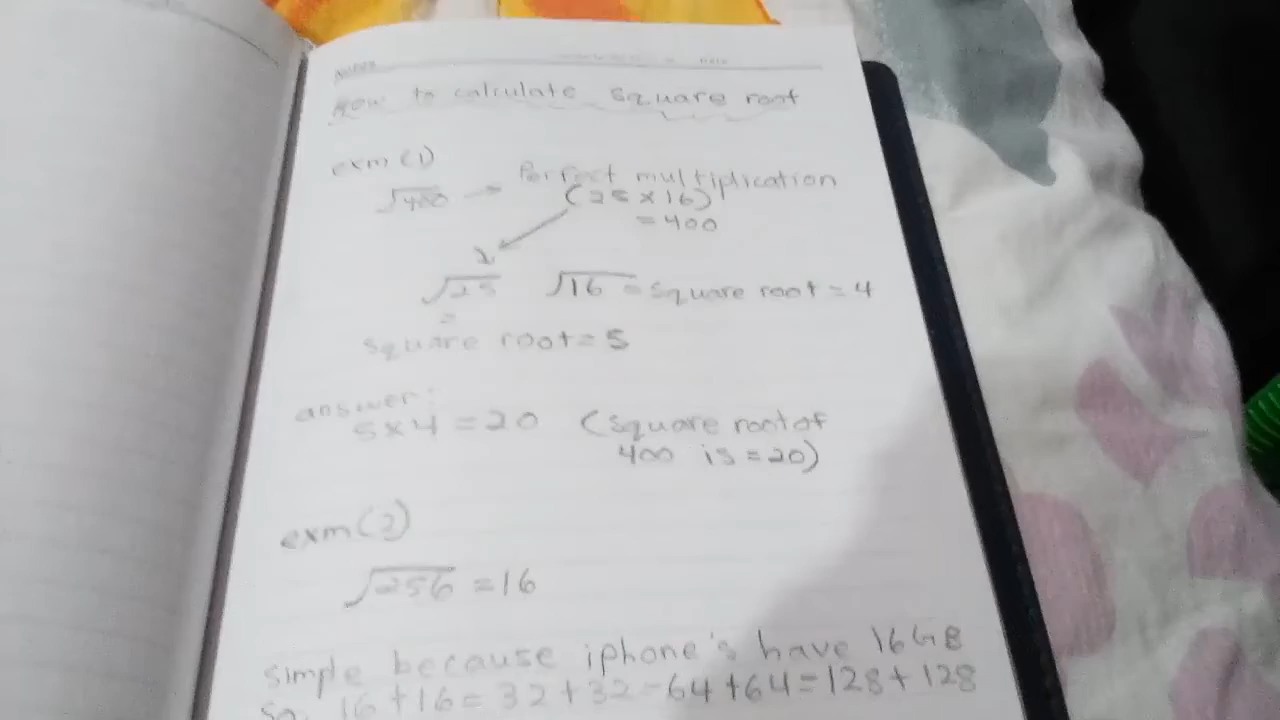 How to calculate square root
exm(1)
√400 → Perfect multiplication
(25 × 16)
= 400
√25 √16 = square root = 4
=
square root = 5
answer:
5 × 4 = 20 (square root of
400 is = 20)
exm(2)
√256 = 16
simple because iphone's have 16GB
so, 16 + 16 = 32 + 32 = 64 + 64 = 128 + 128